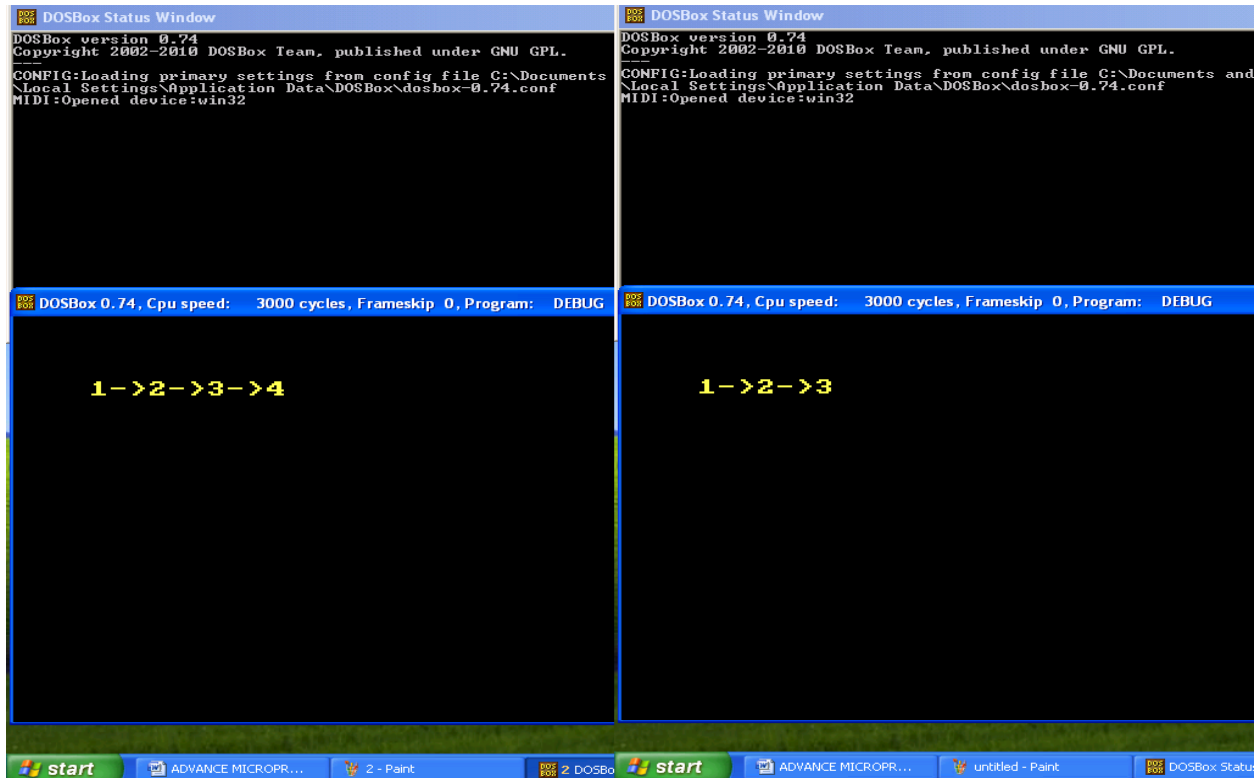 DOSBox Status Window
DOSBox version 0.74
Copyright 2002-2010 DOSBox Team, published under GNU GPL.
---
CONFIG:Loading primary settings from config file C:\Documents
\Local Settings\Application Data\DOSBox\dosbox-0.74.conf
MIDI:Opened device:win32
DOSBox 0.74, Cpu speed: 3000 cycles, Frameskip 0, Program: DEBUG
1->2->3->4
start ADVANCE MICROPR... 2 - Paint 2 DOSBo
DOSBox Status Window
DOSBox version 0.74
Copyright 2002-2010 DOSBox Team, published under GNU GPL.
---
CONFIG:Loading primary settings from config file C:\Documents and
\Local Settings\Application Data\DOSBox\dosbox-0.74.conf
MIDI:Opened device:win32
DOSBox 0.74, Cpu speed: 3000 cycles, Frameskip 0, Program: DEBUG
1->2->3
start ADVANCE MICROPR... untitled - Paint DOSBox Status